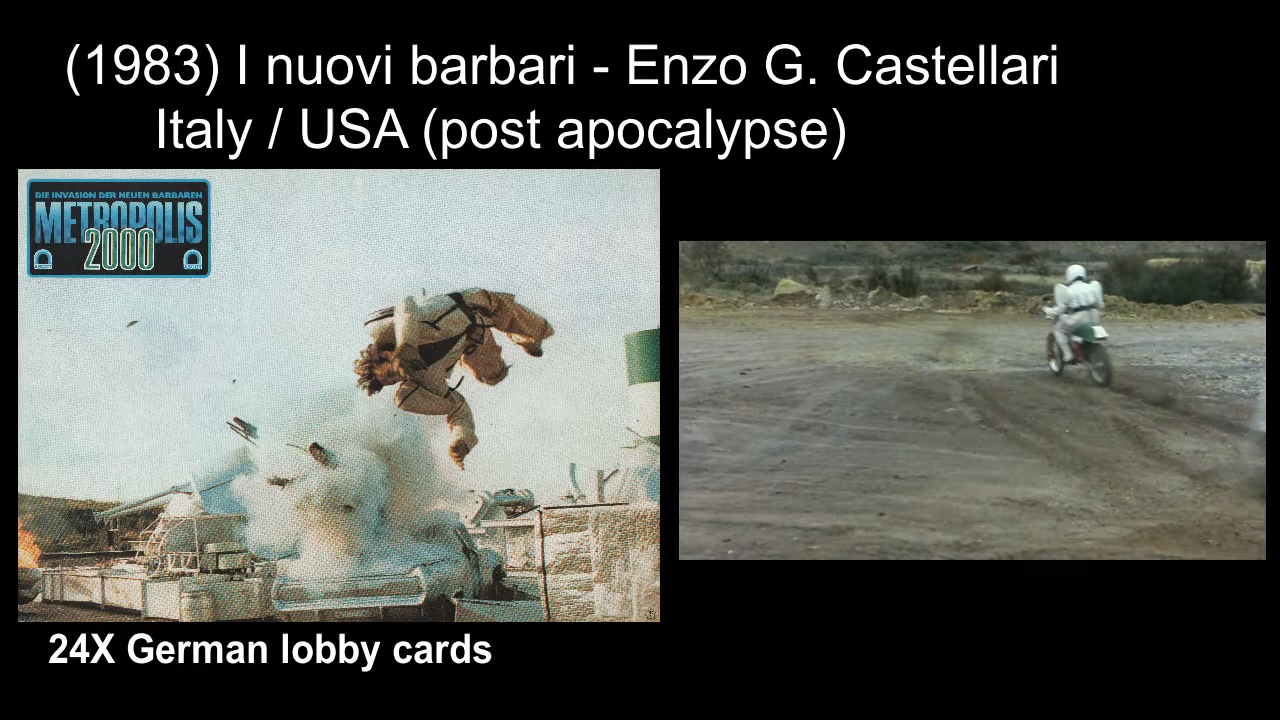 (1983) I nuovi barbari - Enzo G. Castellari
Italy / USA (post apocalypse)
DIE INVASION DER NEUEN BARBAREN
METROPOLIS
2000
24X German lobby cards